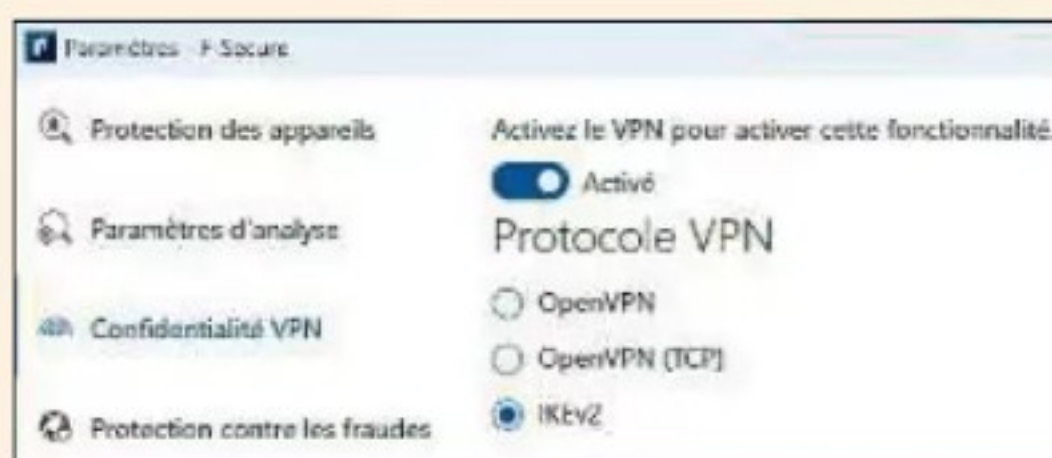 Paramètres - F-Secure
Protection des appareils
Paramètres d'analyse
Confidentialité VPN
Protection contre les fraudes
Activez le VPN pour activer cette fonctionnalité.
Activé
Protocole VPN
OpenVPN
OpenVPN (TCP)
IKEv2